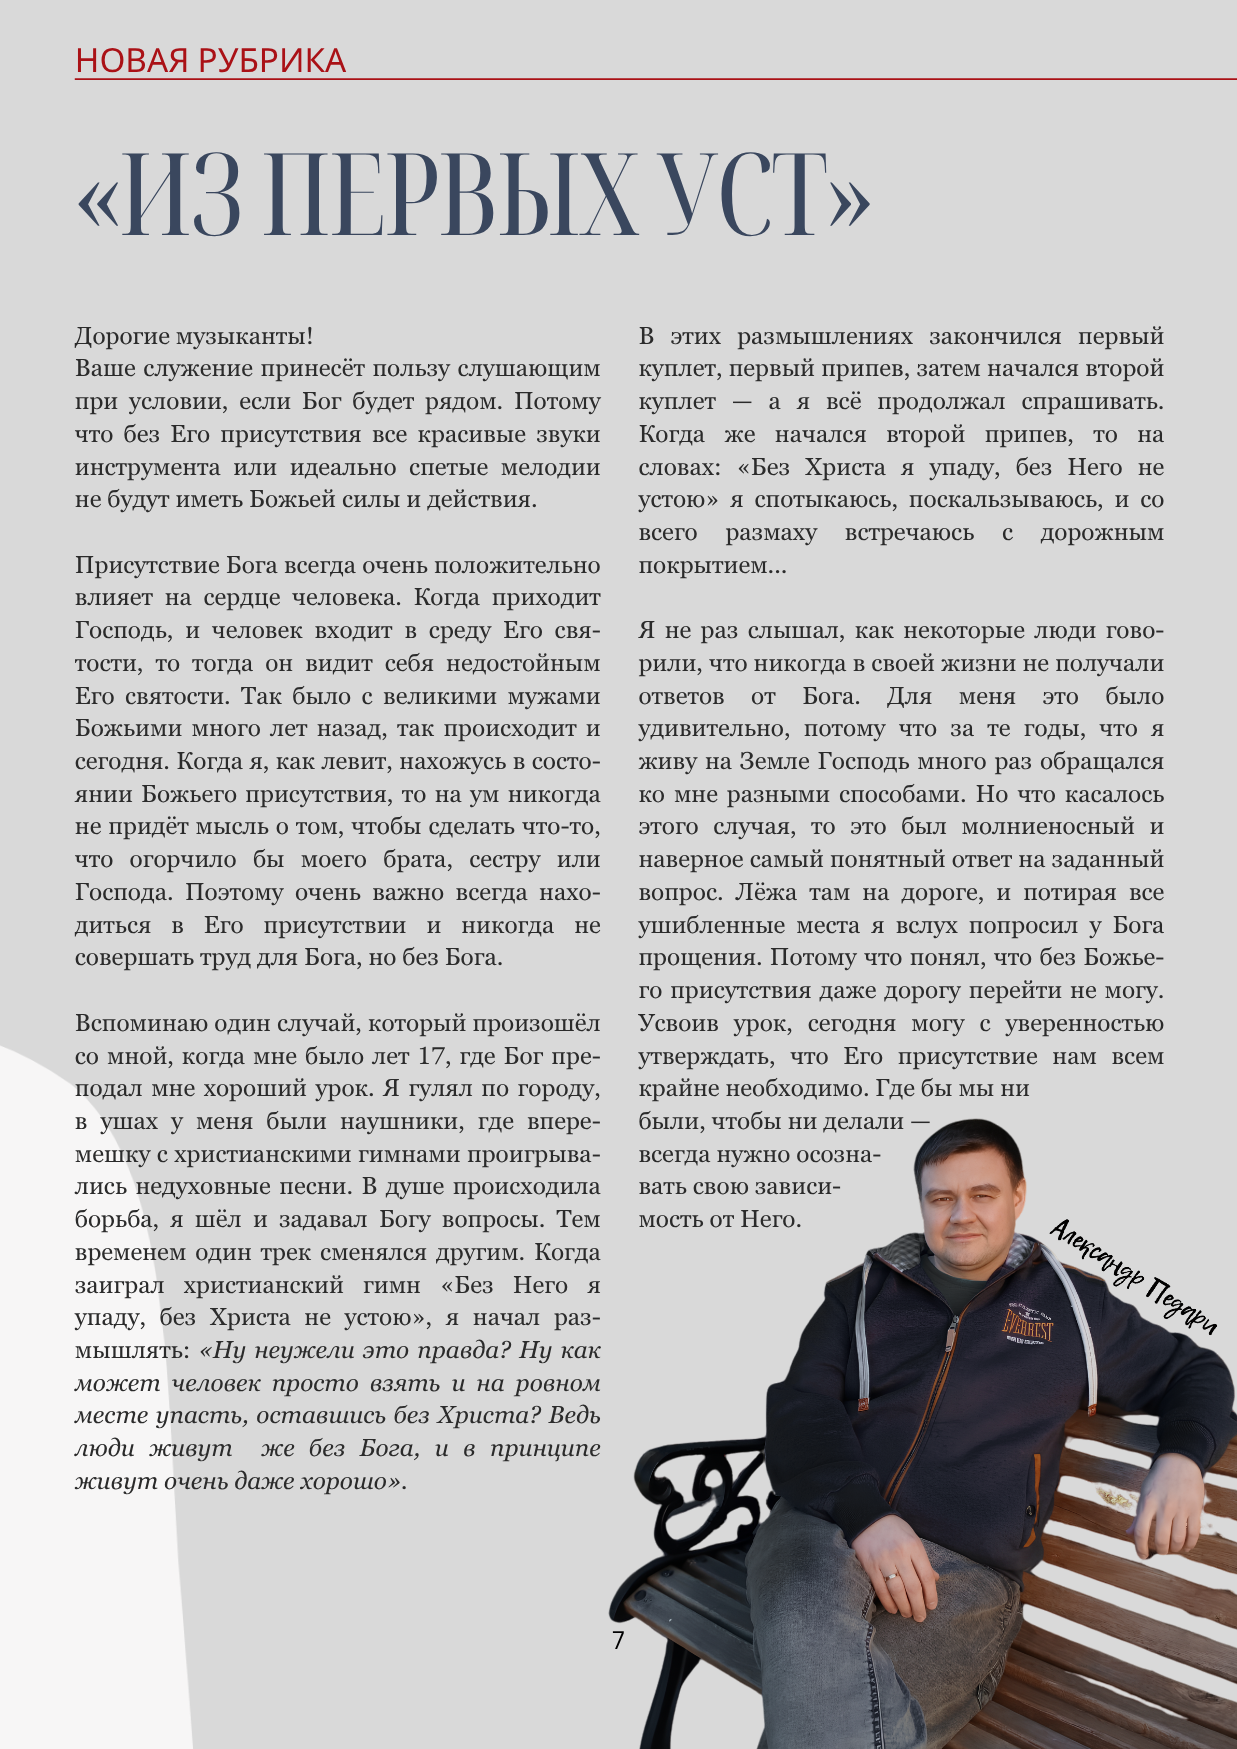 НОВАЯ РУБРИКА
«ИЗ ПЕРВЫХ УСТ»
Дорогие музыканты!
Ваше служение принесёт пользу слушающим
при условии, если Бог будет рядом. Потому
что без Его присутствия все красивые звуки
инструмента или идеально спетые мелодии
не будут иметь Божьей силы и действия.
Присутствие Бога всегда очень положительно
влияет на сердце человека. Когда приходит
Господь, и человек входит в среду Его свя-
тости, то тогда он видит себя недостойным
Его святости. Так было с великими мужами
Божьими много лет назад, так происходит и
сегодня. Когда я, как левит, нахожусь в состо-
янии Божьего присутствия, то на ум никогда
не придёт мысль о том, чтобы сделать что-то,
что огорчило бы моего брата, сестру или
Господа. Поэтому очень важно всегда нахо-
диться в Его присутствии и никогда не
совершать труд для Бога, но без Бога.
Вспоминаю один случай, который произошёл
со мной, когда мне было лет 17, где Бог пре-
подал мне хороший урок. Я гулял по городу,
в ушах у меня были наушники, где впере-
мешку с христианскими гимнами проигрыва-
лись недуховные песни. В душе происходила
борьба, я шёл и задавал Богу вопросы. Тем
временем один трек сменялся другим. Когда
заиграл христианский гимн «Без Него я
упаду, без Христа не устою», я начал раз-
мышлять: «Ну неужели это правда? Ну как
может человек просто взять и на ровном
месте упасть, оставшись без Христа? Ведь
люди живут же без Бога, и в принципе
живут очень даже хорошо».
В этих размышлениях закончился первый
куплет, первый припев, затем начался второй
куплет — а я всё продолжал спрашивать.
Когда же начался второй припев, то на
словах: «Без Христа я упаду, без Него не
устою» я спотыкаюсь, поскальзываюсь, и со
всего размаху встречаюсь с дорожным
покрытием...
Я не раз слышал, как некоторые люди гово-
рили, что никогда в своей жизни не получали
ответов от Бога. Для меня это было
удивительно, потому что за те годы, что я
живу на Земле Господь много раз обращался
ко мне разными способами. Но что касалось
этого случая, то это был молниеносный и
наверное самый понятный ответ на заданный
вопрос. Лёжа там на дороге, и потирая все
ушибленные места я вслух попросил у Бога
прощения. Потому что понял, что без Божье-
го присутствия даже дорогу перейти не могу.
Усвоив урок, сегодня могу с уверенностью
утверждать, что Его присутствие нам всем
крайне необходимо. Где бы мы ни
были, чтобы ни делали —
всегда нужно осозна-
вать свою зависи-
мость от Него.
Александр Педари
EVEREST
7